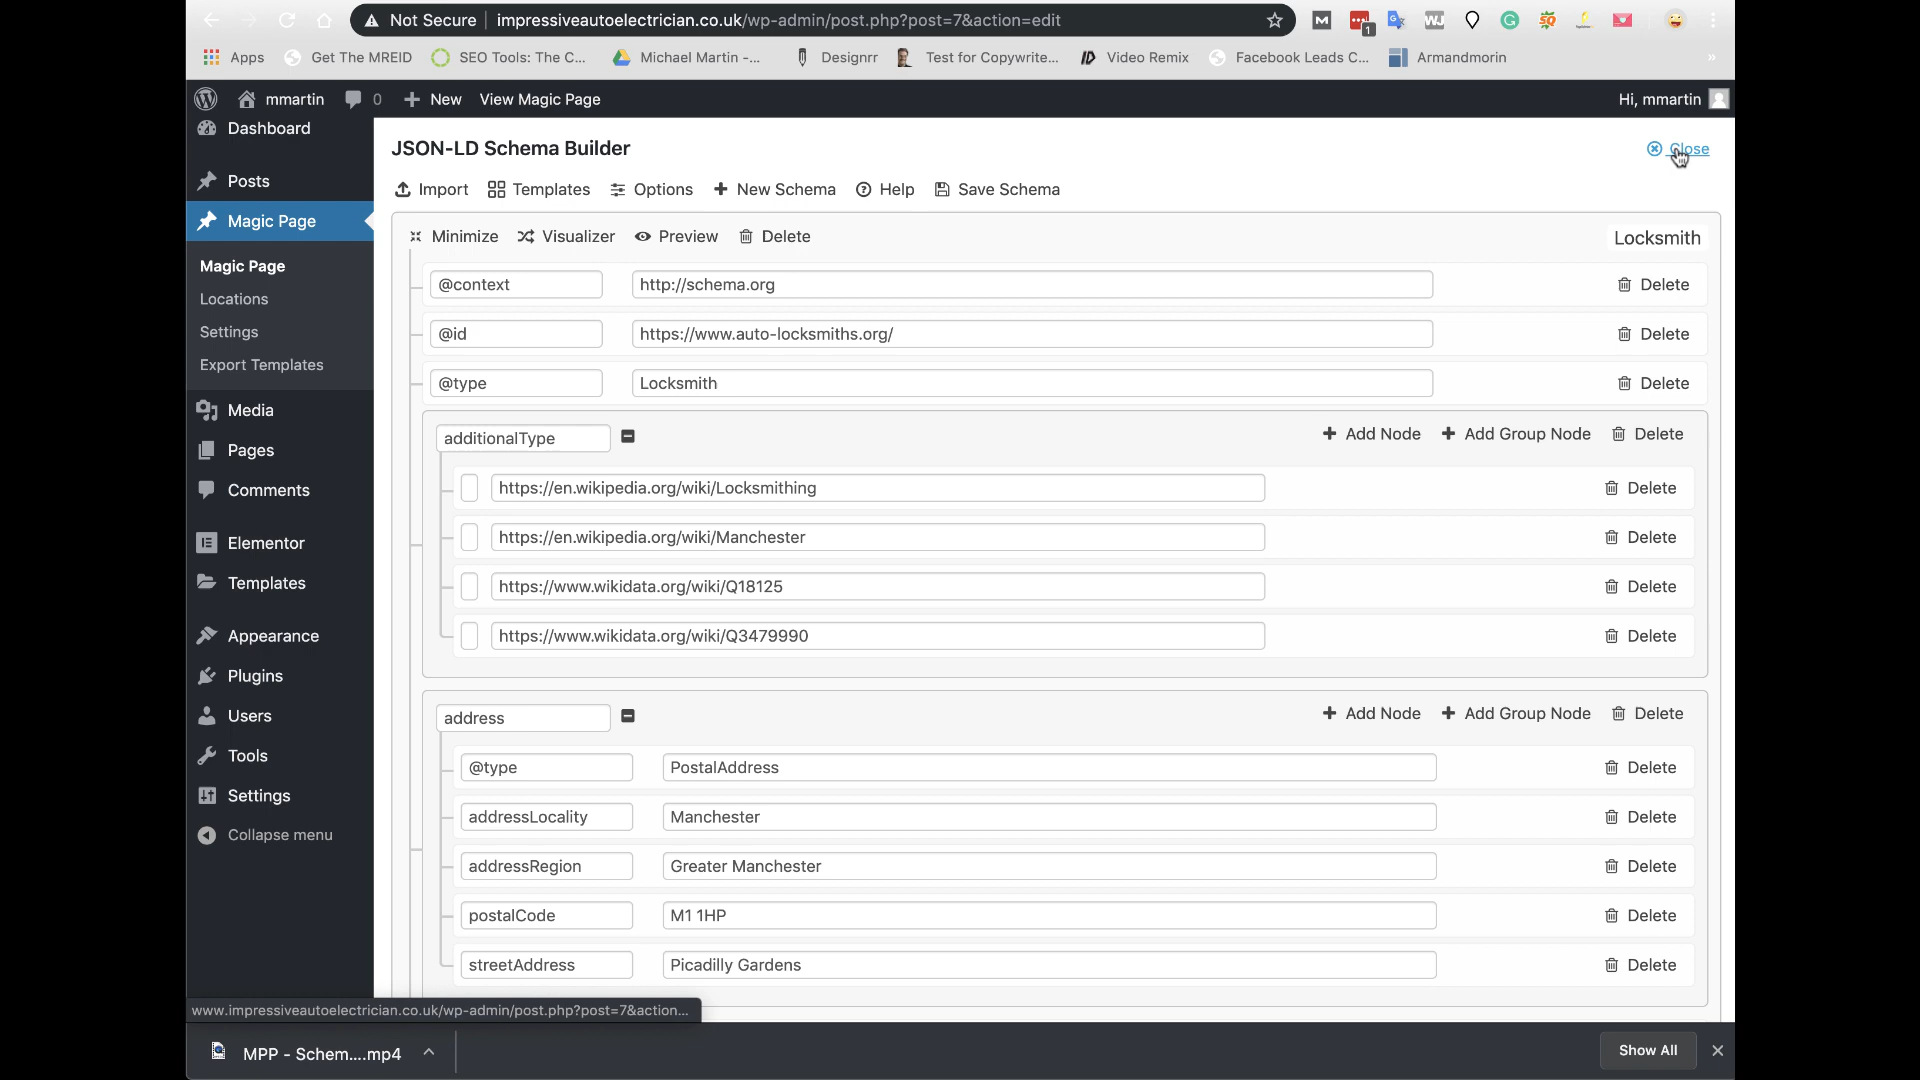 Not Secure | impressiveautoelectrician.co.uk/wp-admin/post.php?post=7&action=edit
1
Apps Get The MREID SEO Tools: The C... Michael Martin -... Designrr Test for Copywrite... Video Remix Facebook Leads C... Armandmorin »
mmartin 0 + New View Magic Page Hi, mmartin
Dashboard
Posts
Magic Page
Magic Page
Locations
Settings
Export Templates
Media
Pages
Comments
Elementor
Templates
Appearance
Plugins
Users
Tools
Settings
Collapse menu
JSON-LD Schema Builder Close
Import Templates Options + New Schema Help Save Schema
Minimize Visualizer Preview Delete Locksmith
@context http://schema.org Delete
@id https://www.auto-locksmiths.org/ Delete
@type Locksmith Delete
additionalType + Add Node + Add Group Node Delete
https://en.wikipedia.org/wiki/Locksmithing Delete
https://en.wikipedia.org/wiki/Manchester Delete
https://www.wikidata.org/wiki/Q18125 Delete
https://www.wikidata.org/wiki/Q3479990 Delete
address + Add Node + Add Group Node Delete
@type PostalAddress Delete
addressLocality Manchester Delete
addressRegion Greater Manchester Delete
postalCode M1 1HP Delete
streetAddress Picadilly Gardens Delete
www.impressiveautoelectrician.co.uk/wp-admin/post.php?post=7&action...
MPP - Schem....mp4 Show All